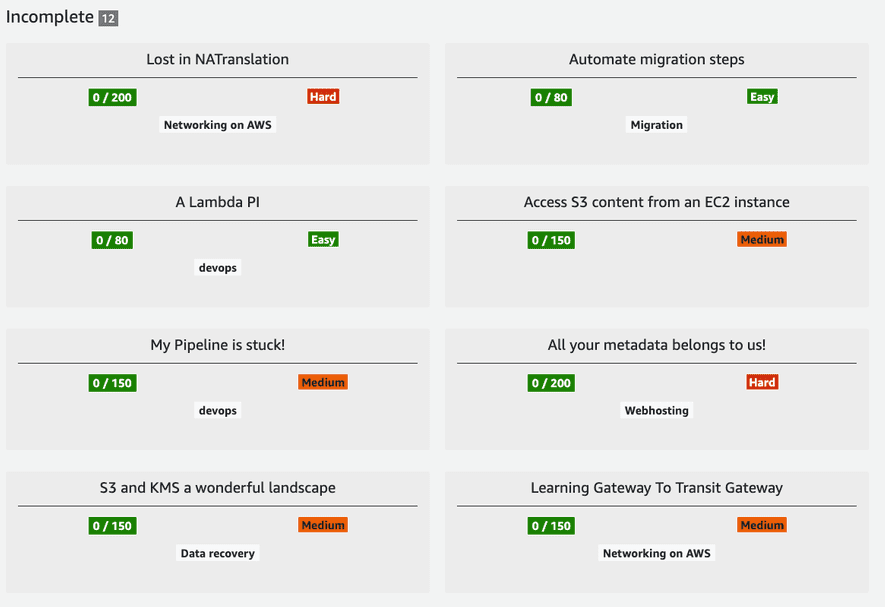 Incomplete 12
Lost in NATranslation
0 / 200 Hard
Networking on AWS
Automate migration steps
0 / 80 Easy
Migration
A Lambda PI
0 / 80 Easy
devops
Access S3 content from an EC2 instance
0 / 150 Medium
My Pipeline is stuck!
0 / 150 Medium
devops
All your metadata belongs to us!
0 / 200 Hard
Webhosting
S3 and KMS a wonderful landscape
0 / 150 Medium
Data recovery
Learning Gateway To Transit Gateway
0 / 150 Medium
Networking on AWS